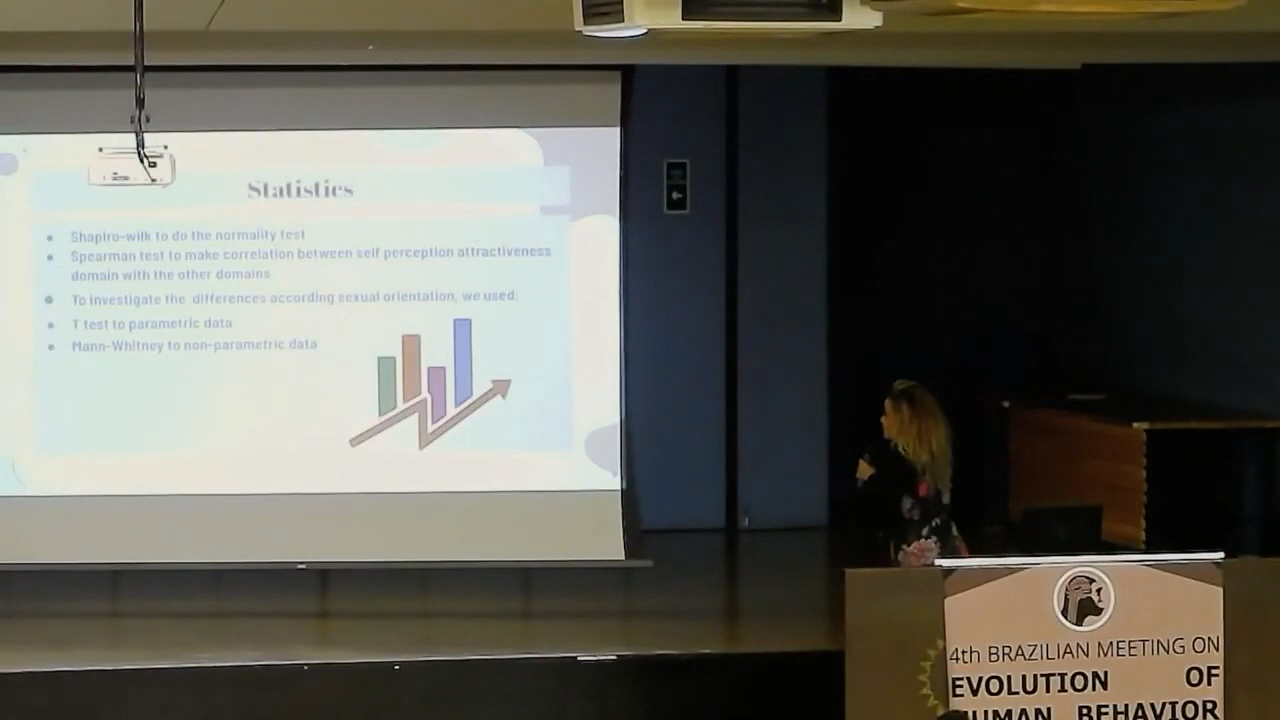 Statistics
Shapiro-wilk to do the normality test
Spearman test to make correlation between self perception attractiveness
domain with the other domains
To investigate the differences according sexual orientation, we used:
T test to parametric data
Mann-Whitney to non-parametric data
4th BRAZILIAN MEETING ON
EVOLUTION OF
HUMAN BEHAVIOR